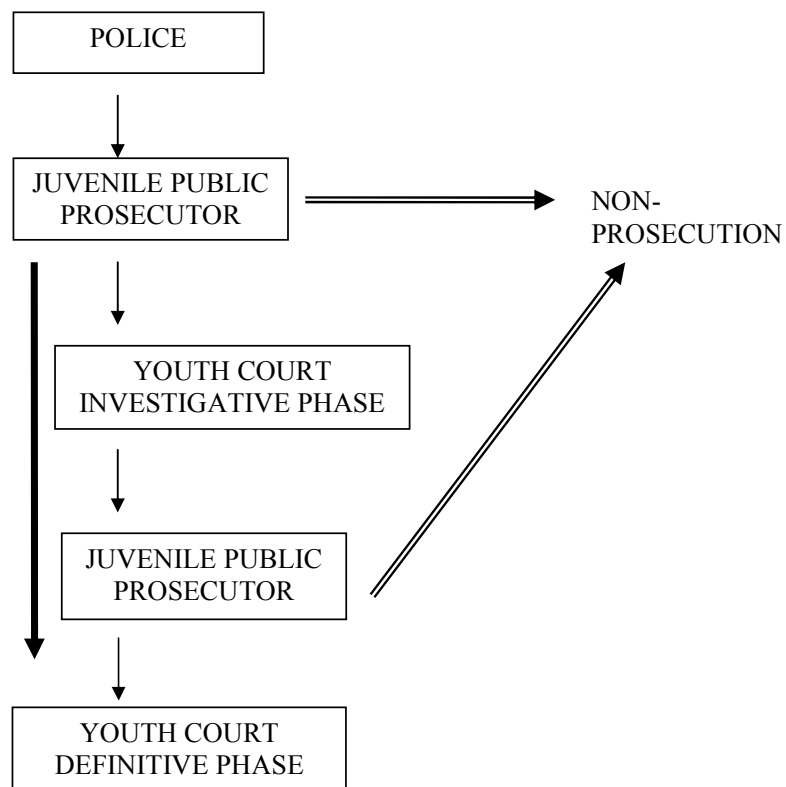 POLICE
JUVENILE PUBLIC
PROSECUTOR
NON-
PROSECUTION
YOUTH COURT
INVESTIGATIVE PHASE
JUVENILE PUBLIC
PROSECUTOR
YOUTH COURT
DEFINITIVE PHASE